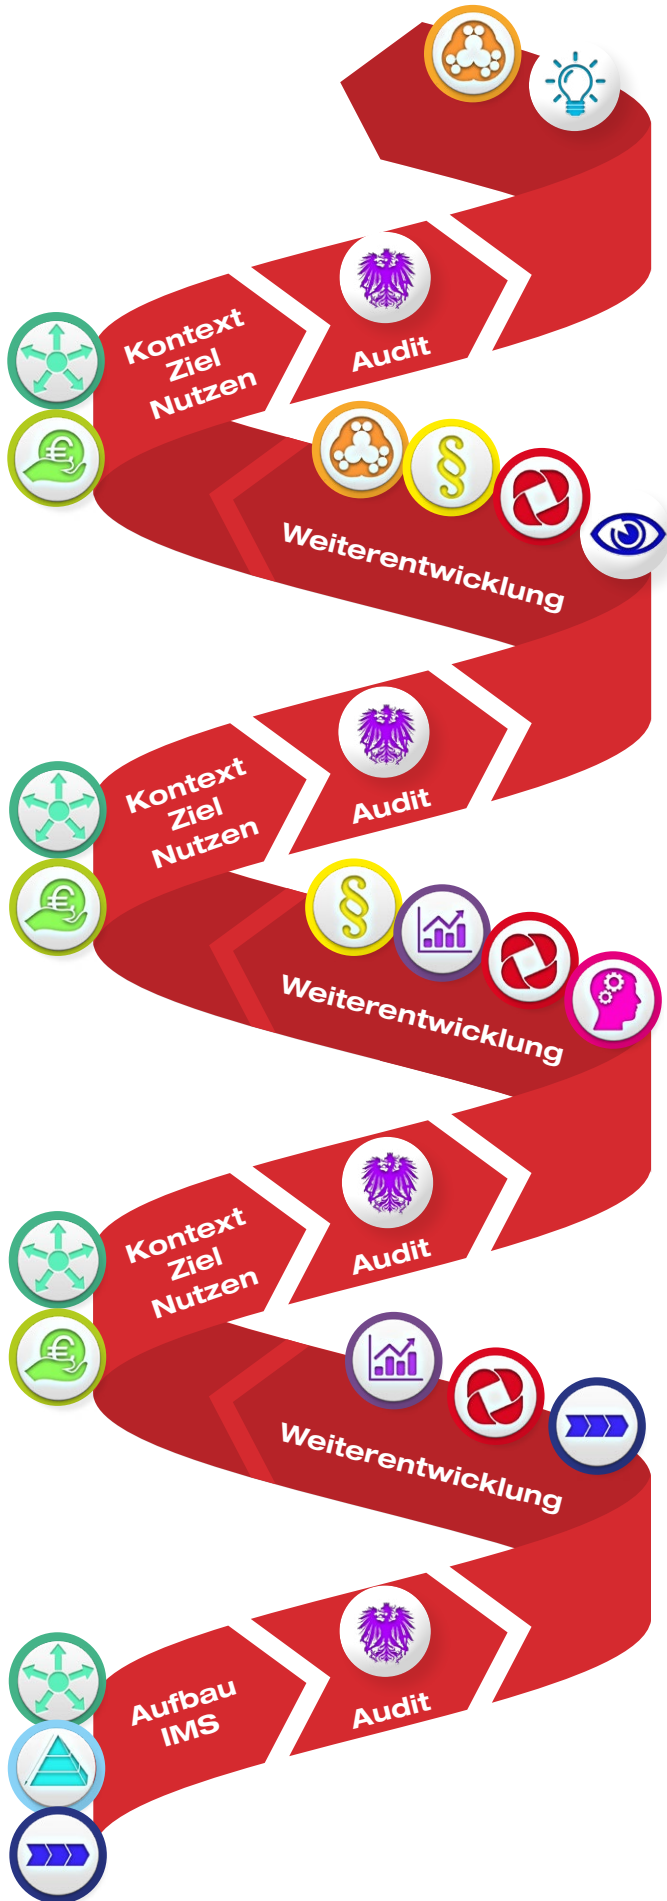 Kontext
Ziel
Nutzen
Audit
Weiterentwicklung
Kontext
Ziel
Nutzen
Audit
Weiterentwicklung
Kontext
Ziel
Nutzen
Audit
Weiterentwicklung
Aufbau
IMS
Audit